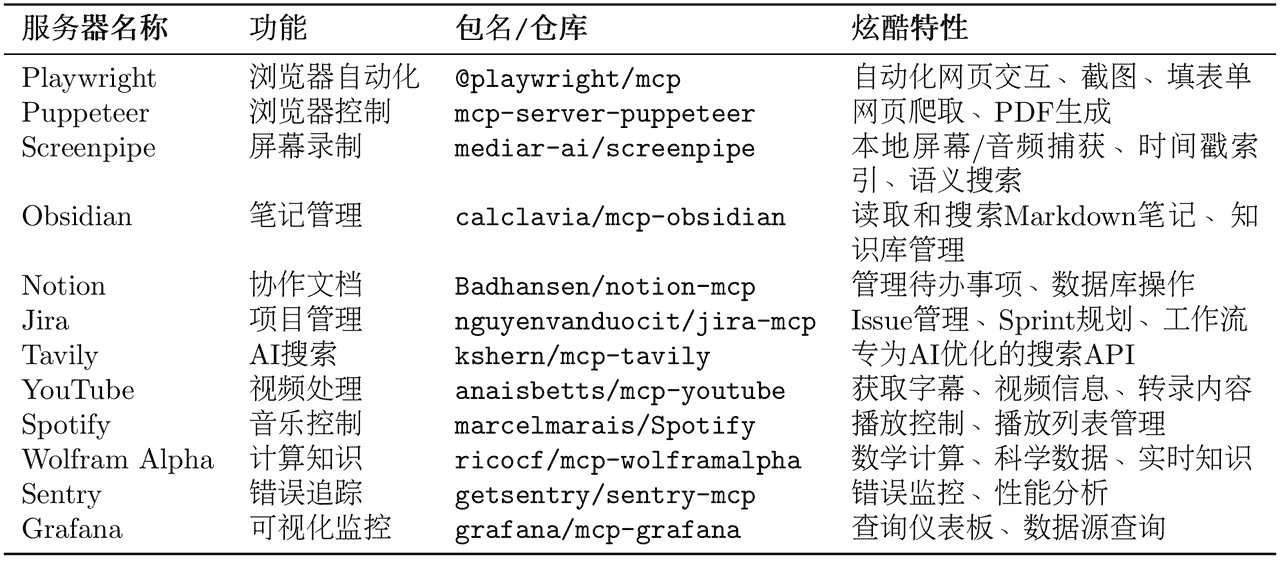 服务器名称 功能 包名/仓库 炫酷特性
Playwright 浏览器自动化 @playwright/mcp 自动化网页交互、截图、填表单
Puppeteer 浏览器控制 mcp-server-puppeteer 网页爬取、PDF生成
Screenpipe 屏幕录制 mediar-ai/screenpipe 本地屏幕/音频捕获、时间戳索
引、语义搜索
Obsidian 笔记管理 calclavia/mcp-obsidian 读取和搜索Markdown笔记、知
识库管理
Notion 协作文档 Badhansen/notion-mcp 管理待办事项、数据库操作
Jira 项目管理 nguyenvanduocit/jira-mcp Issue管理、Sprint规划、工作流
Tavily AI搜索 kshern/mcp-tavily 专为AI优化的搜索API
YouTube 视频处理 anaisbetts/mcp-youtube 获取字幕、视频信息、转录内容
Spotify 音乐控制 marcelmarais/Spotify 播放控制、播放列表管理
Wolfram Alpha 计算知识 ricocf/mcp-wolframalpha 数学计算、科学数据、实时知识
Sentry 错误追踪 getsentry/sentry-mcp 错误监控、性能分析
Grafana 可视化监控 grafana/mcp-grafana 查询仪表板、数据源查询